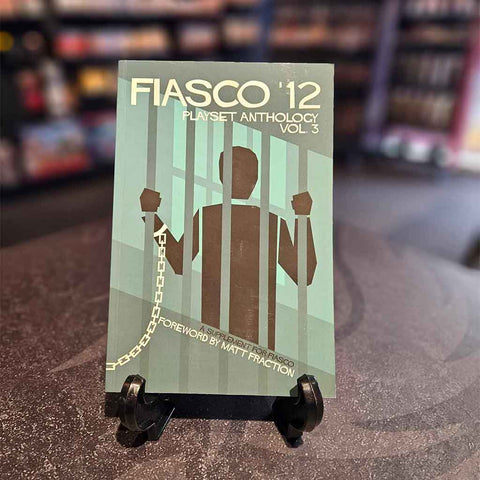 FIASCO '12
PLAYSET ANTHOLOGY
VOL 3
A SUPPLEMENT FOR FIASCO
FOREWORD BY MATT FRACTION